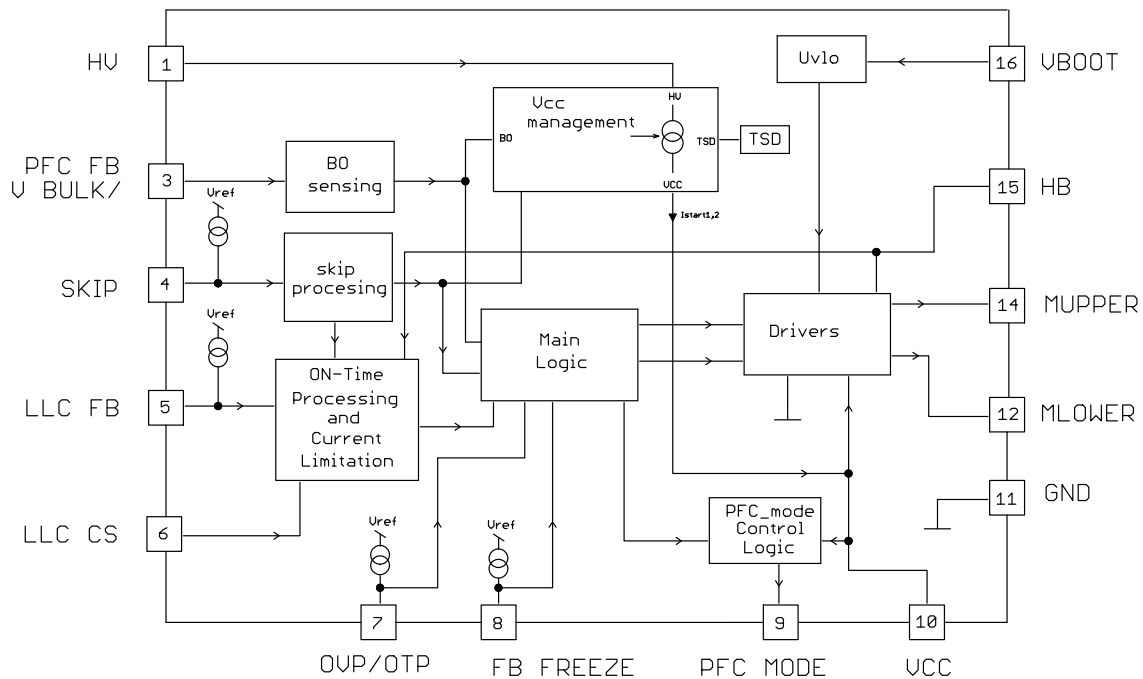 HV
1
Uvlo
16
VBOOT
Vcc
management
HV
BO
TSD
TSD
VCC
PFC FB
V BULK/
3
BO
sensing
15
HB
Vref
Istart1,2
SKIP
4
skip
procesing
14
MUPPER
Vref
Main
Logic
Drivers
ON-Time
Processing
and
Current
Limitation
LLC FB
5
12
MLOWER
11
GND
LLC CS
6
Vref
Vref
PFC_mode
Control
Logic
7
8
9
10
OVP/OTP
FB FREEZE
PFC MODE
VCC